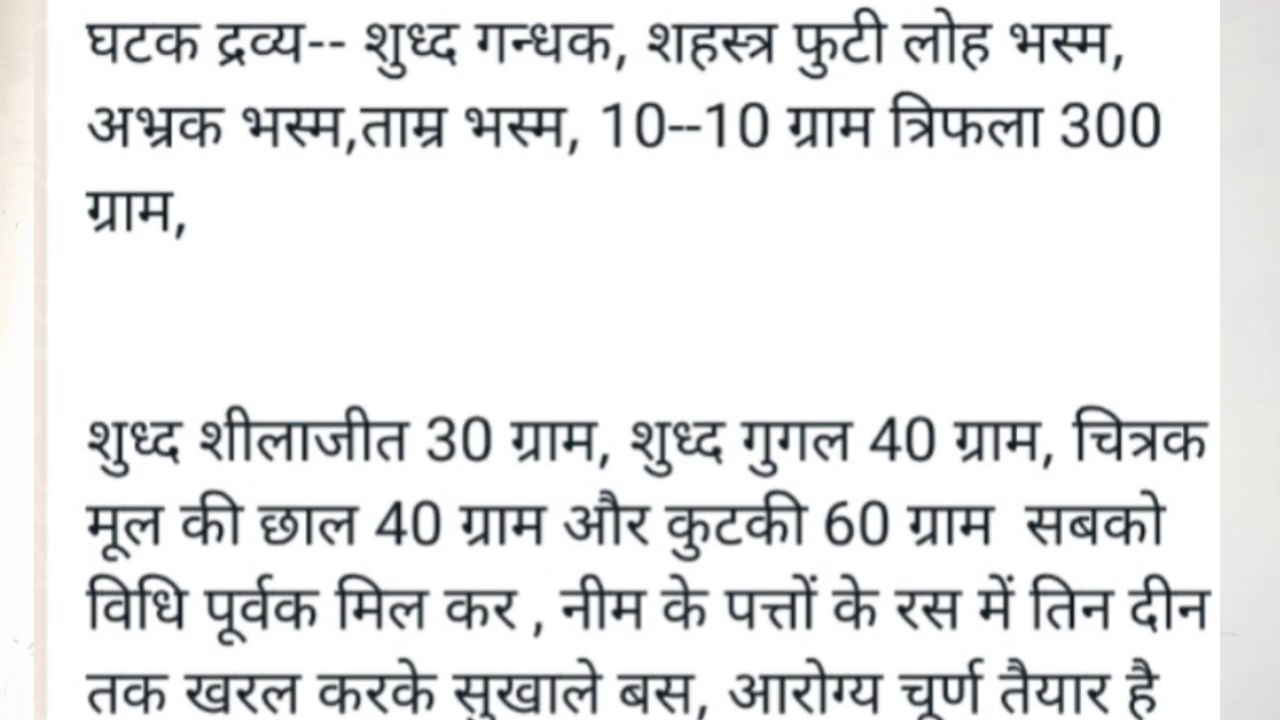 घटक द्रव्य-- शुध्द गन्धक, शहस्त्र फुटी लोह भस्म,
अभ्रक भस्म,ताम्र भस्म, 10--10 ग्राम त्रिफला 300
ग्राम,
शुध्द शीलाजीत 30 ग्राम, शुध्द गुगल 40 ग्राम, चित्रक
मूल की छाल 40 ग्राम और कुटकी 60 ग्राम  सबको
विधि पूर्वक मिल कर , नीम के पत्तों के रस में तिन दीन
तक खरल करके सुखाले बस, आरोग्य चूर्ण तैयार है